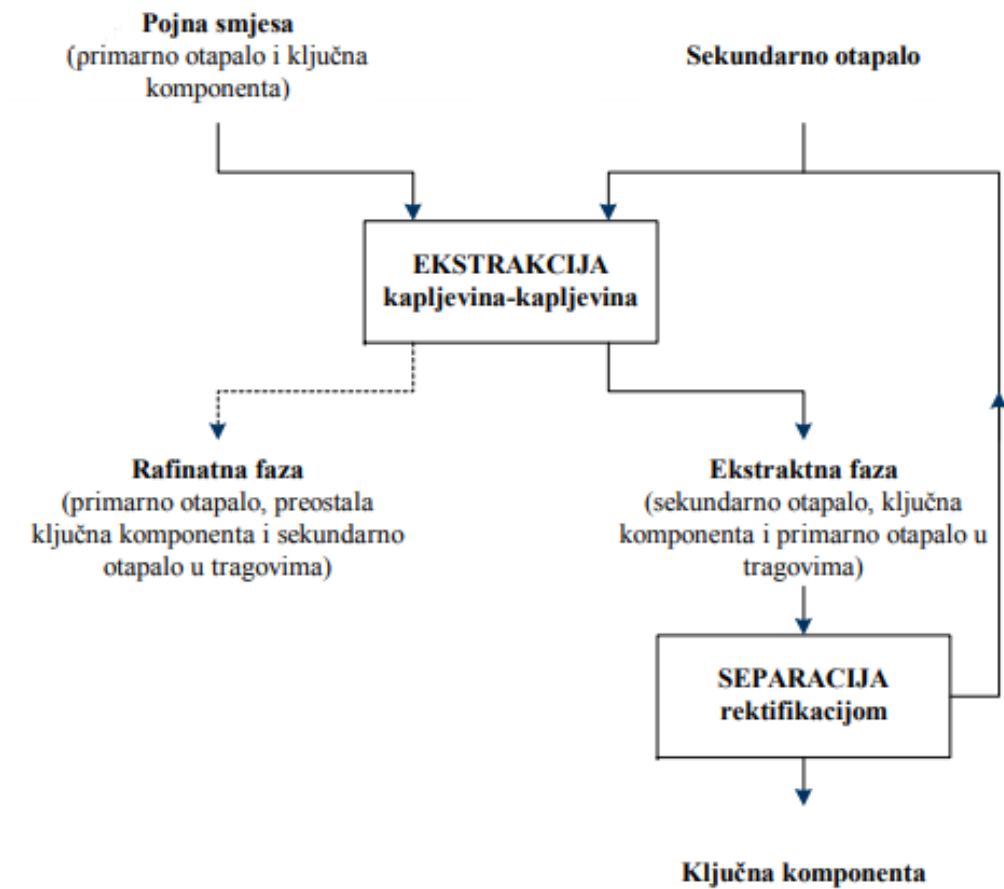 Pojna smjesa
(primarno otapalo i ključna
komponenta)
Sekundarno otapalo
EKSTRAKCIJA
kapljevina-kapljevina
Rafinatna faza
(primarno otapalo, preostala
ključna komponenta i sekundarno
otapalo u tragovima)
Ekstraktna faza
(sekundarno otapalo, ključna
komponenta i primarno otapalo u
tragovima)
SEPARACIJA
rektifikacijom
Ključna komponenta